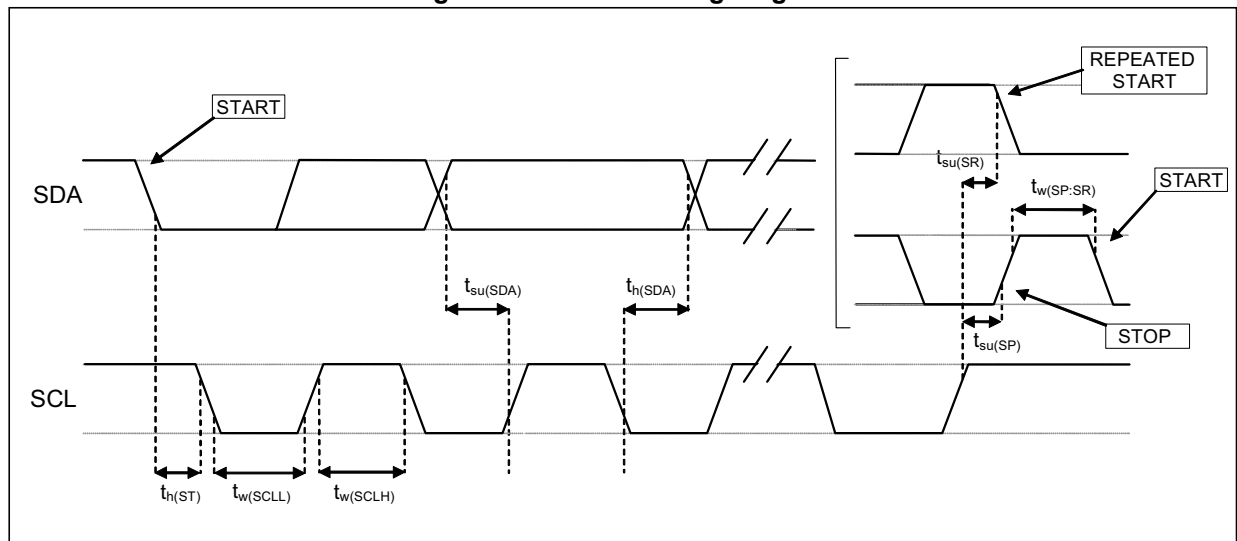 REPEATED
START
START
SDA
tsu(SR)
tw(SP:SR)
START
tsu(SDA)
th(SDA)
tsu(SP)
STOP
SCL
th(ST)
tw(SCLL)
tw(SCLH)